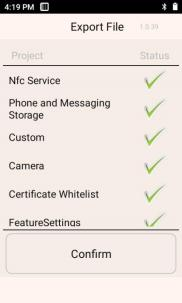 4:19 PM
Export File 1.0.39
Project Status
Nfc Service
Phone and Messaging
Storage
Custom
Camera
Certificate Whitelist
FeatureSettings
Confirm